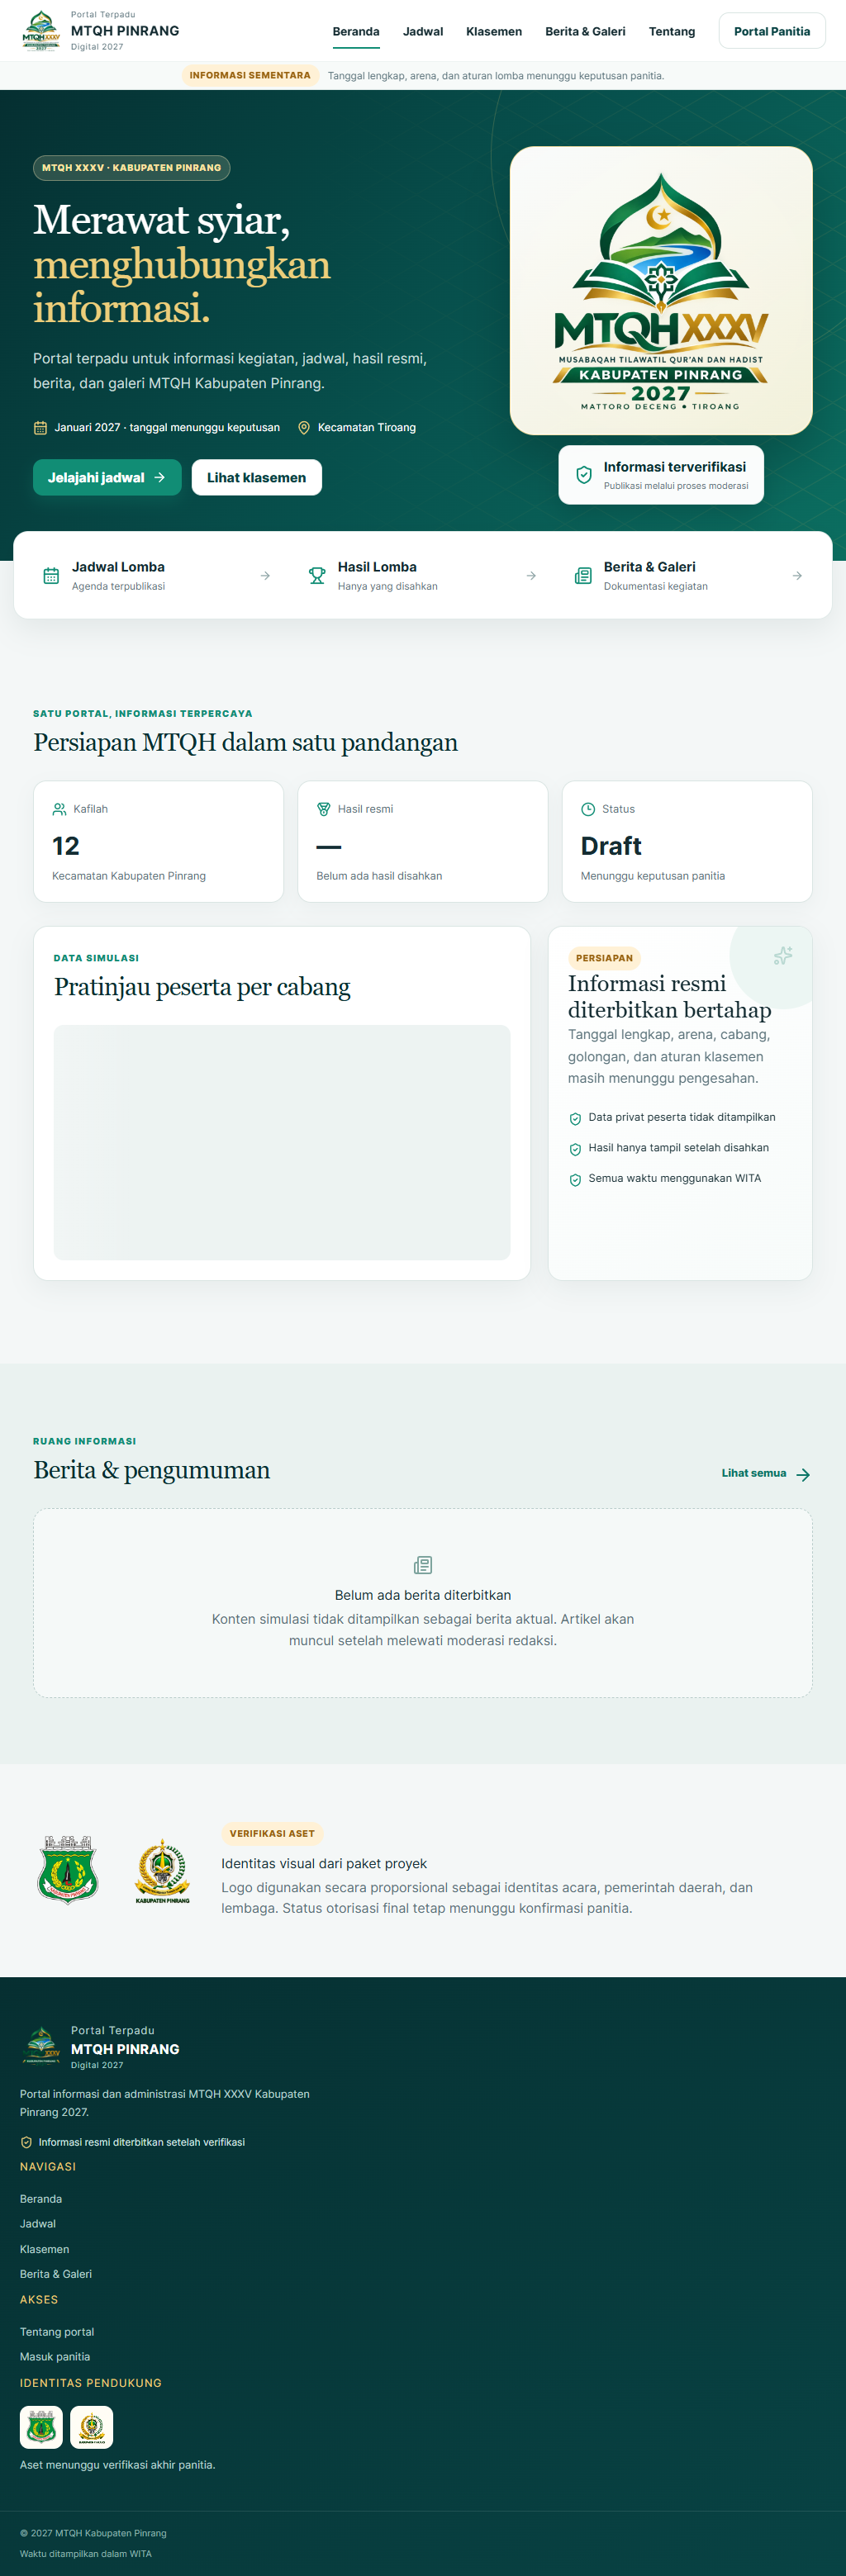 Portal Terpadu
MTQH PINRANG
Digital 2027
Beranda
Jadwal
Klasemen
Berita & Galeri
Tentang
Portal Panitia
INFORMASI SEMENTARA
Tanggal lengkap, arena, dan aturan lomba menunggu keputusan panitia.
MTQH XXXV · KABUPATEN PINRANG
Merawat syiar,
menghubungkan
informasi.
Portal terpadu untuk informasi kegiatan, jadwal, hasil resmi,
berita, dan galeri MTQH Kabupaten Pinrang.
Januari 2027 · tanggal menunggu keputusan
Kecamatan Tiroang
Jelajahi jadwal
Lihat klasemen
MTQH XXXV
MUSABAQAH TILAWATIL QUR'AN DAN HADIST
KABUPATEN PINRANG
2027
MATTORO DECENG • TIROANG
Informasi terverifikasi
Publikasi melalui proses moderasi
Jadwal Lomba
Agenda terpublikasi
Hasil Lomba
Hanya yang disahkan
Berita & Galeri
Dokumentasi kegiatan
SATU PORTAL, INFORMASI TERPERCAYA
Persiapan MTQH dalam satu pandangan
Kafilah
12
Kecamatan Kabupaten Pinrang
Hasil resmi
—
Belum ada hasil disahkan
Status
Draft
Menunggu keputusan panitia
DATA SIMULASI
Pratinjau peserta per cabang
PERSIAPAN
Informasi resmi
diterbitkan bertahap
Tanggal lengkap, arena, cabang,
golongan, dan aturan klasemen
masih menunggu pengesahan.
Data privat peserta tidak ditampilkan
Hasil hanya tampil setelah disahkan
Semua waktu menggunakan WITA
RUANG INFORMASI
Berita & pengumuman
Lihat semua
Belum ada berita diterbitkan
Konten simulasi tidak ditampilkan sebagai berita aktual. Artikel akan
muncul setelah melewati moderasi redaksi.
KABUPATEN PINRANG
VERIFIKASI ASET
Identitas visual dari paket proyek
Logo digunakan secara proporsional sebagai identitas acara, pemerintah daerah, dan
lembaga. Status otorisasi final tetap menunggu konfirmasi panitia.
Portal Terpadu
MTQH PINRANG
Digital 2027
Portal informasi dan administrasi MTQH XXXV Kabupaten
Pinrang 2027.
Informasi resmi diterbitkan setelah verifikasi
NAVIGASI
Beranda
Jadwal
Klasemen
Berita & Galeri
AKSES
Tentang portal
Masuk panitia
IDENTITAS PENDUKUNG
Aset menunggu verifikasi akhir panitia.
© 2027 MTQH Kabupaten Pinrang
Waktu ditampilkan dalam WITA